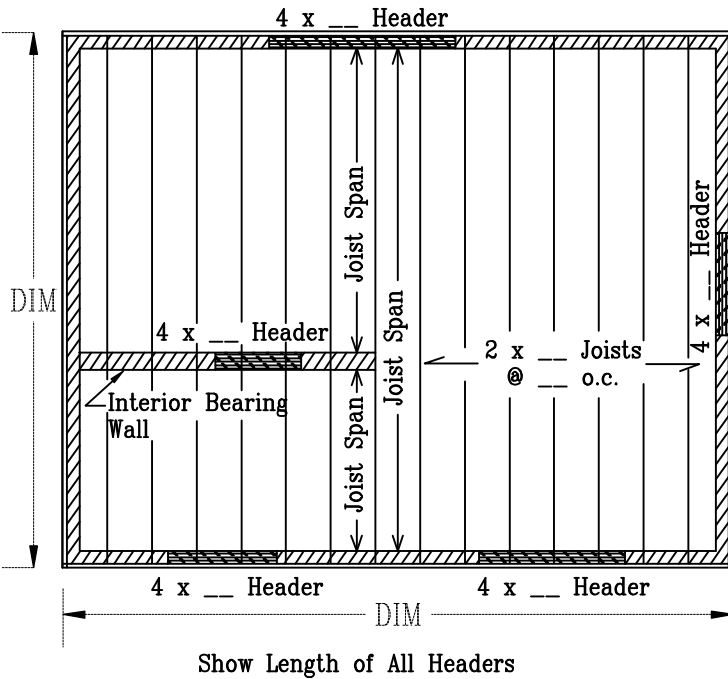 4 x __ Header
Joist Span
Joist Span
4 x __ Header
DIM
4 x __ Header
2 x __ Joists
@ __ o.c.
Interior Bearing
Wall
Joist Span
4 x __ Header
4 x __ Header
DIM
Show Length of All Headers